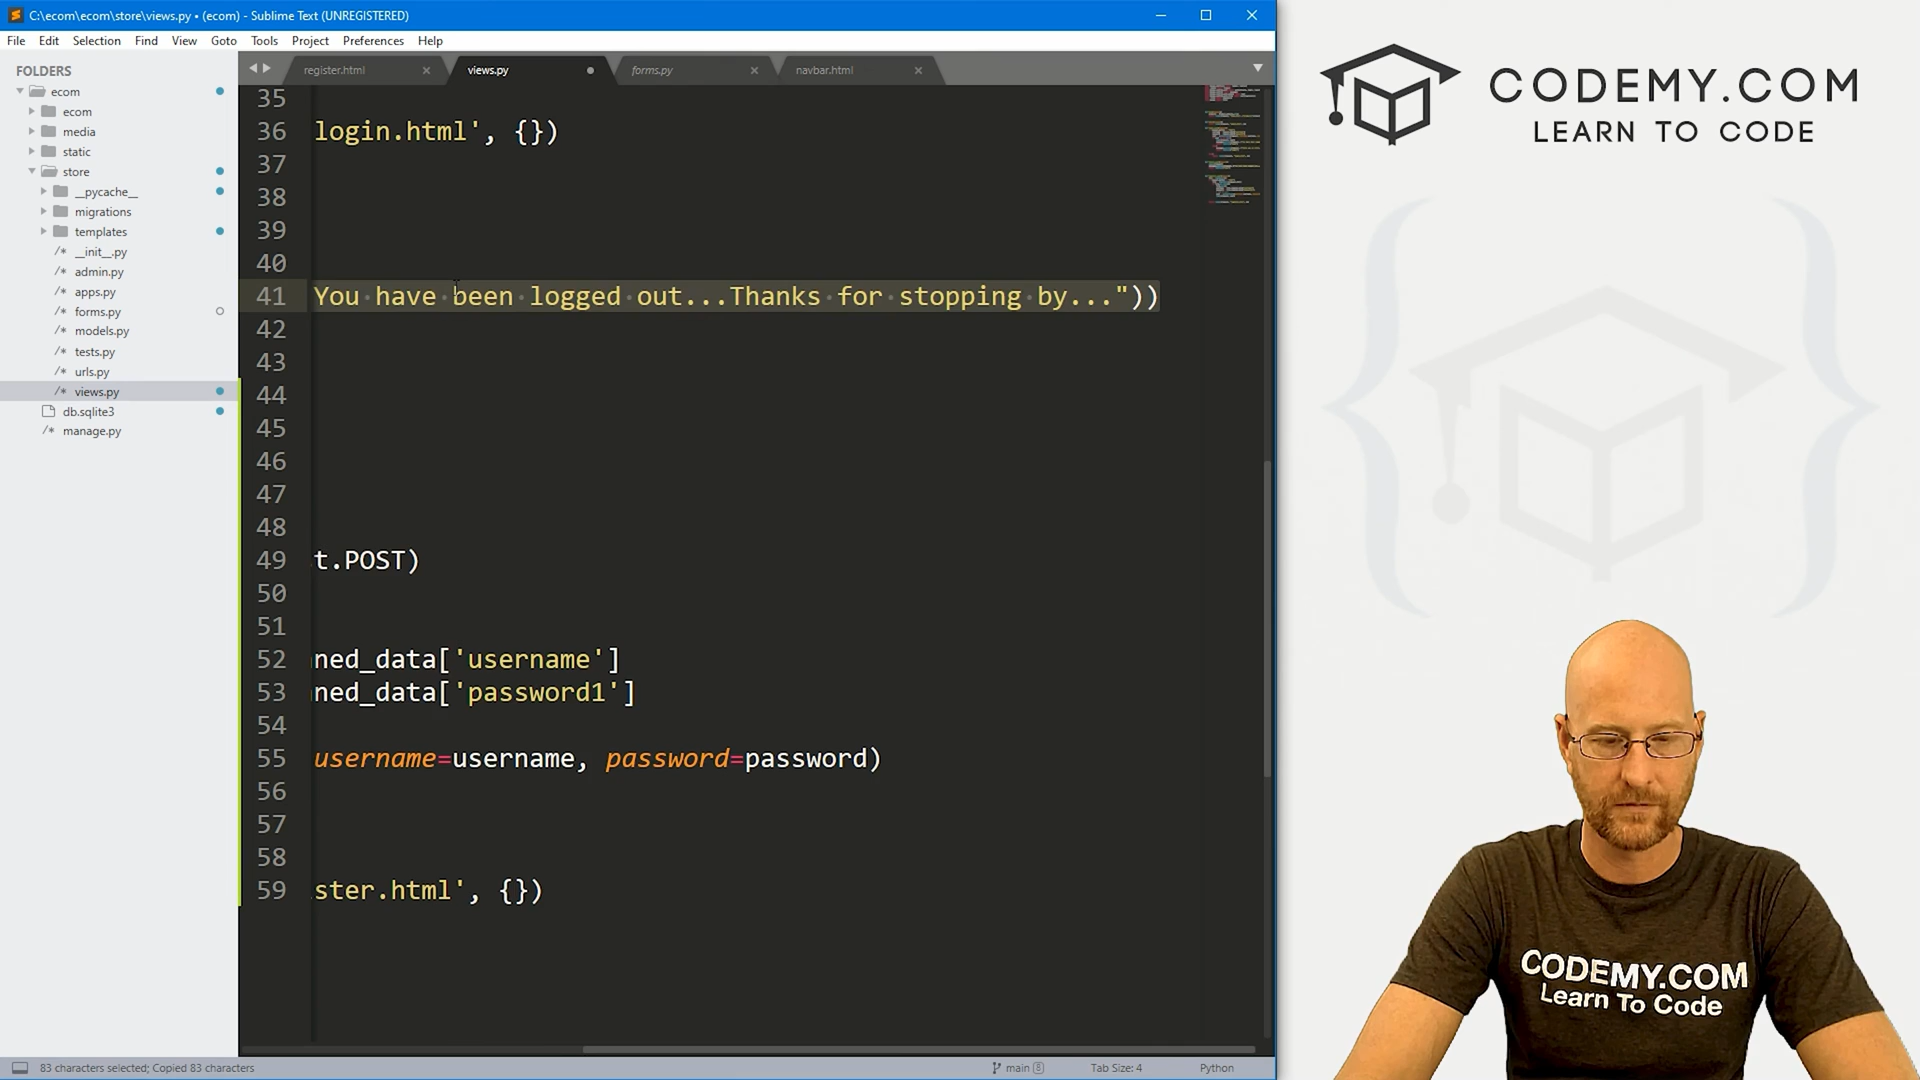 C:\ecom\ecom\store\views.py • (ecom) - Sublime Text (UNREGISTERED)
File Edit Selection Find View Goto Tools Project Preferences Help
FOLDERS
ecom
ecom
media
static
store
__pycache__
migrations
templates
__init__.py
admin.py
apps.py
forms.py
models.py
tests.py
urls.py
views.py
db.sqlite3
manage.py
register.html views.py forms.py navbar.html
35
36 login.html', {})
37
38
39
40
41 You have been logged out...Thanks for stopping by..."))
42
43
44
45
46
47
48
49 t.POST)
50
51
52 ned_data['username']
53 ned_data['password1']
54
55 username=username, password=password)
56
57
58
59 ster.html', {})
83 characters selected; Copied 83 characters
main 8
Tab Size: 4
Python
CODEMY.COM
LEARN TO CODE
CODEMY.COM
Learn To Code